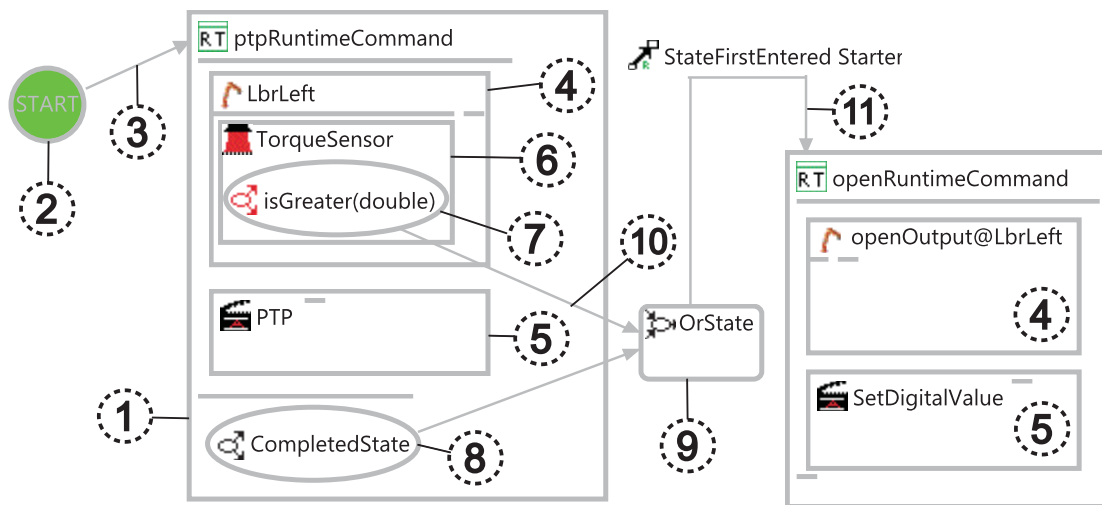 START
3
2
RT ptpRuntimeCommand
LbrLeft
4
TorqueSensor
6
isGreater(double)
7
PTP
5
1
CompletedState
8
10
OrState
9
StateFirstEntered Starter
R
11
RT openRuntimeCommand
openOutput@LbrLeft
4
SetDigitalValue
5